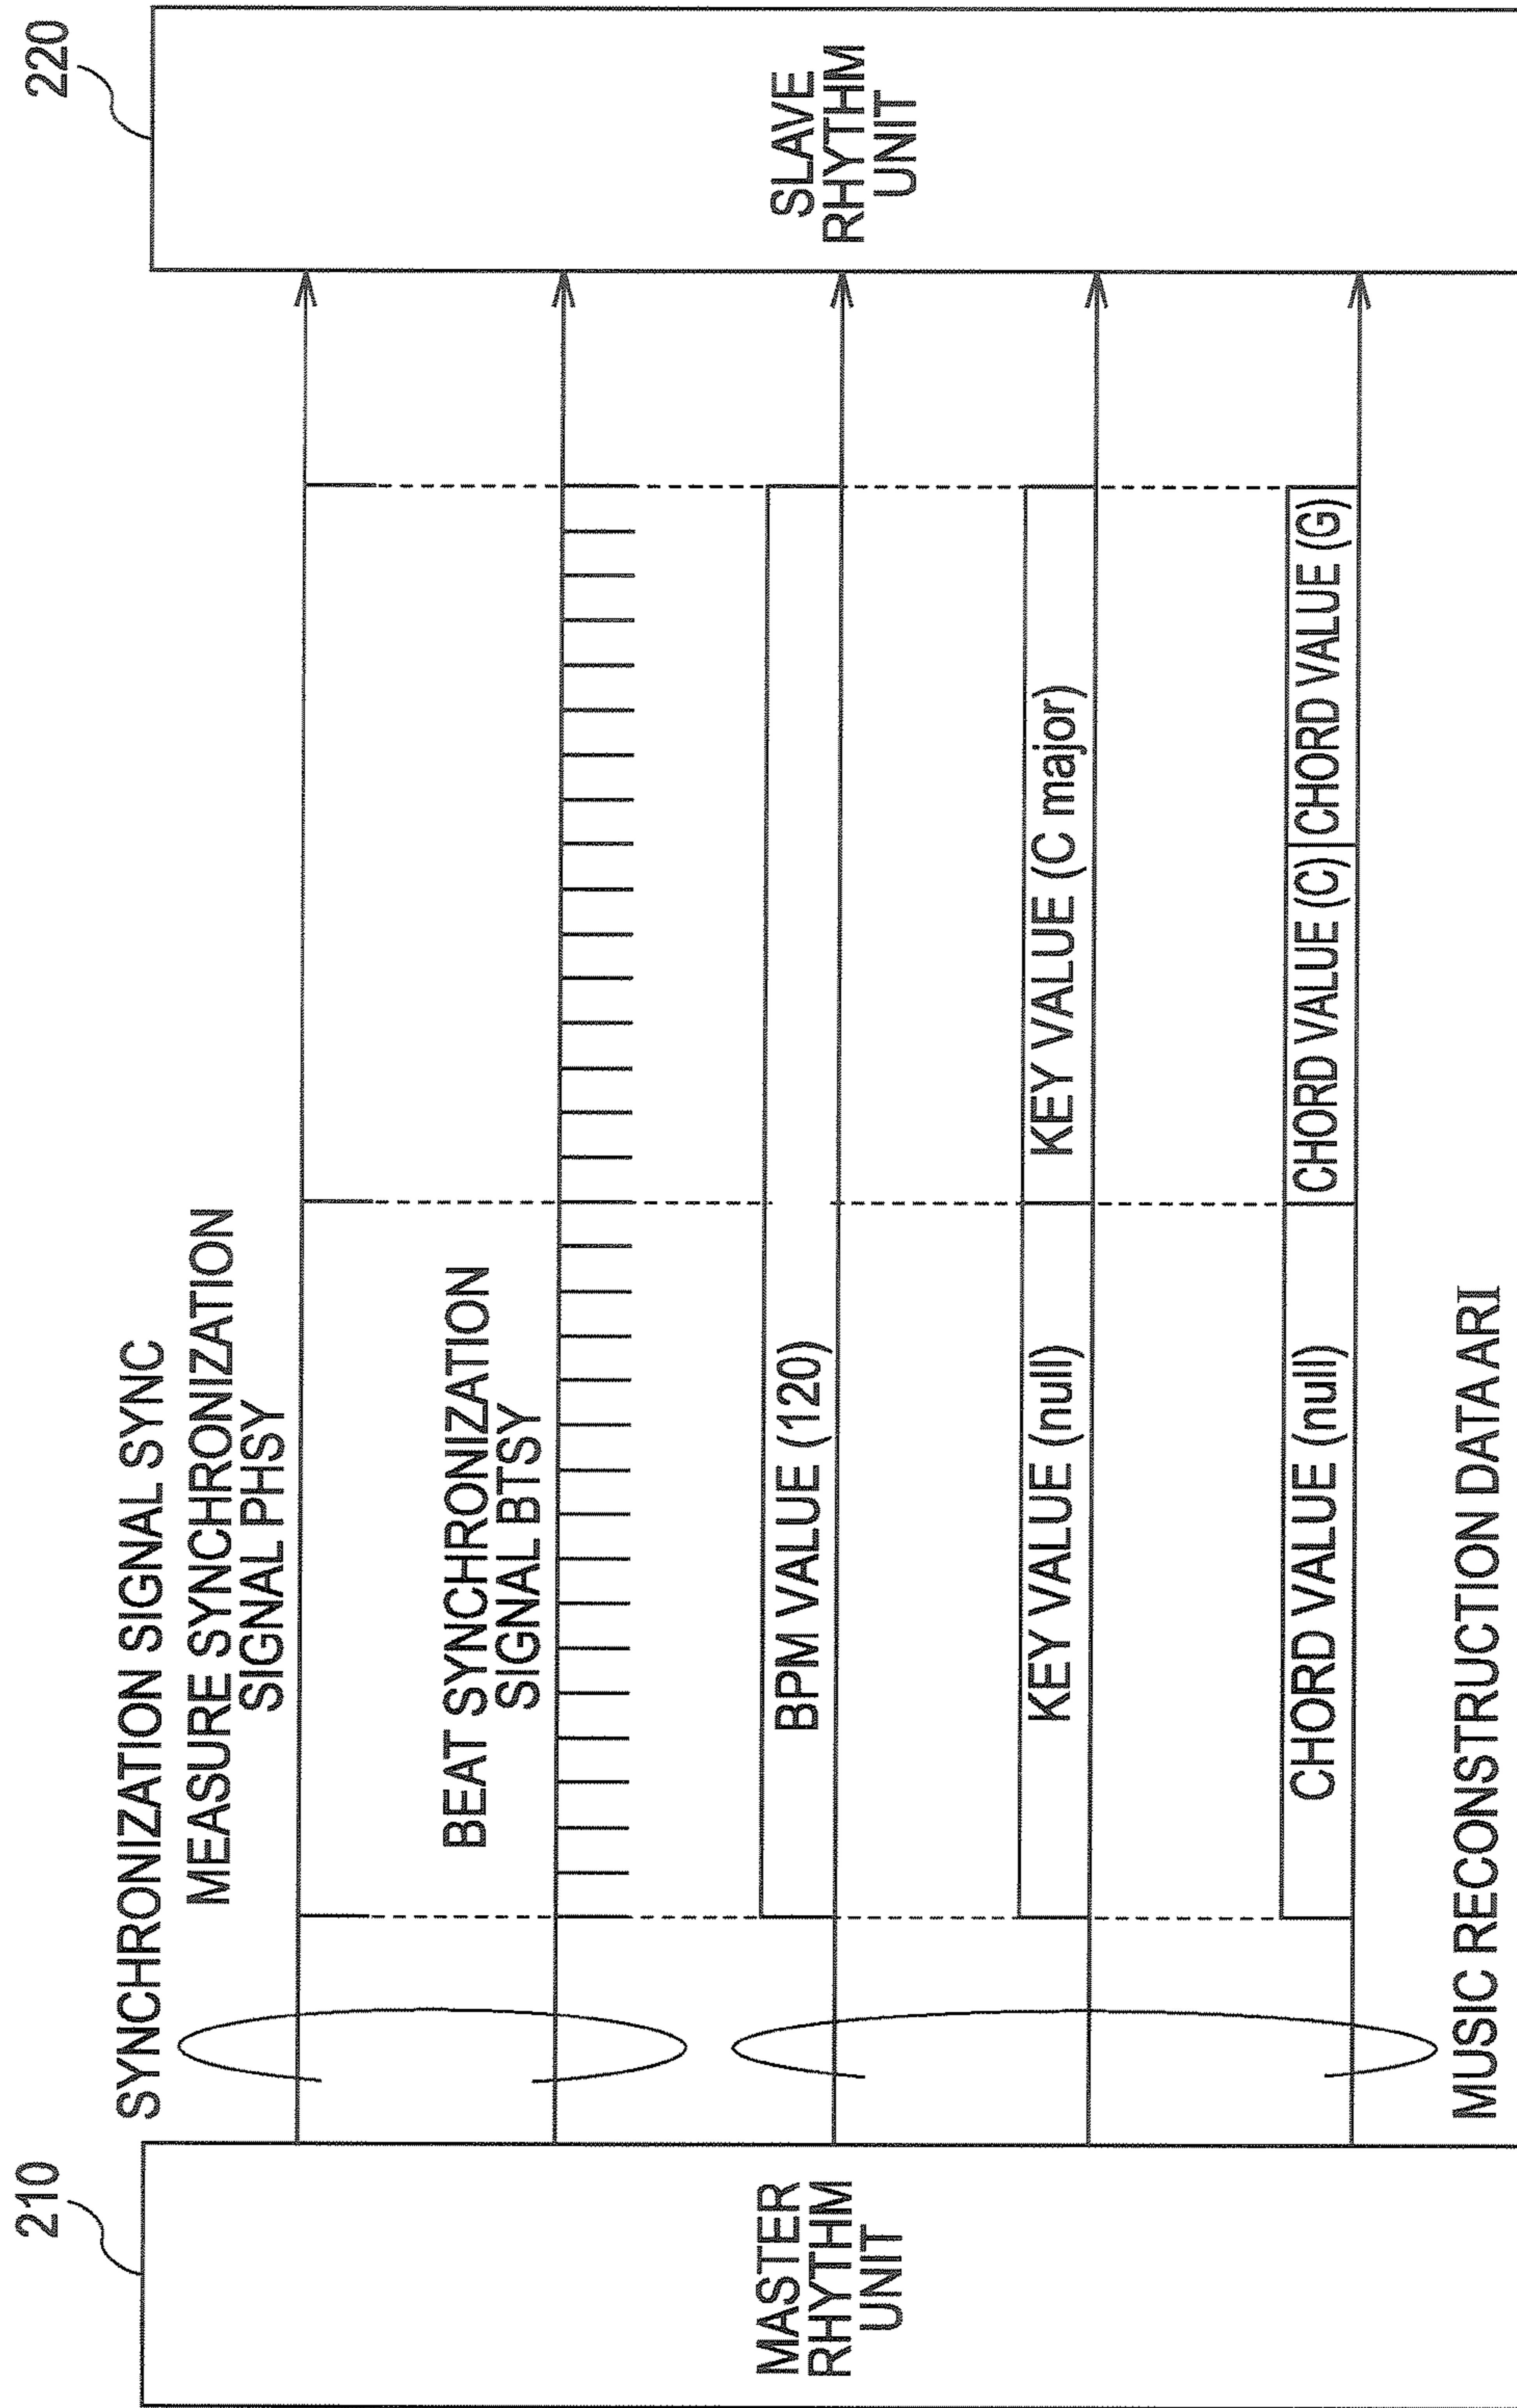 210
220
SYNCHRONIZATION SIGNAL SYNC
MEASURE SYNCHRONIZATION
SIGNAL PHSY
BEAT SYNCHRONIZATION
SIGNAL BTSY
MASTER
RHYTHM
UNIT
SLAVE
RHYTHM
UNIT
BPM VALUE (120)
KEY VALUE (null)
KEY VALUE (C major)
CHORD VALUE (null)
CHORD VALUE (C)
CHORD VALUE (G)
MUSIC RECONSTRUCTION DATA ARI